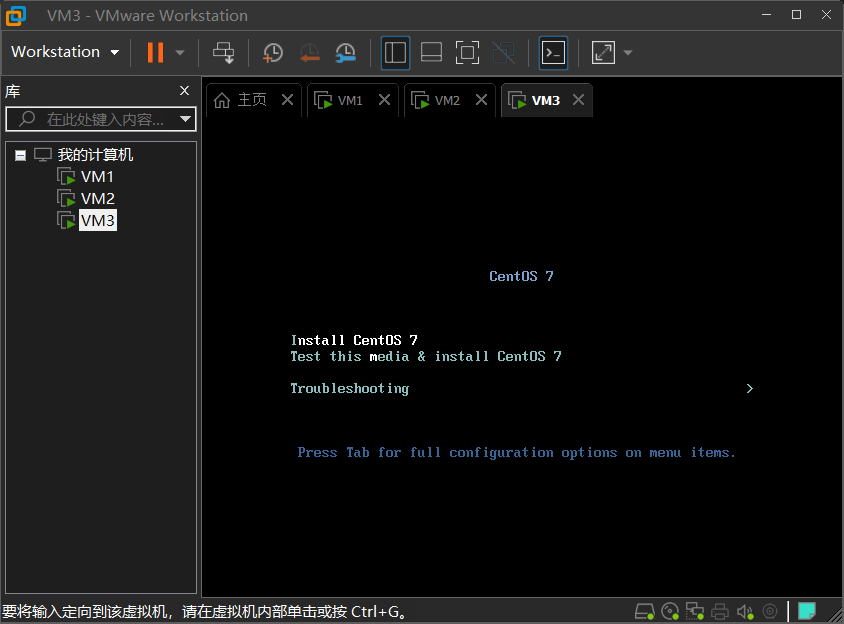 VM3 - VMware Workstation
Workstation
库
在此处键入内容...
我的计算机
VM1
VM2
VM3
主页
VM1
VM2
VM3
CentOS 7
Install CentOS 7
Test this media & install CentOS 7
Troubleshooting >
Press Tab for full configuration options on menu items.
要将输入定向到该虚拟机，请在虚拟机内部单击或按 Ctrl+G。